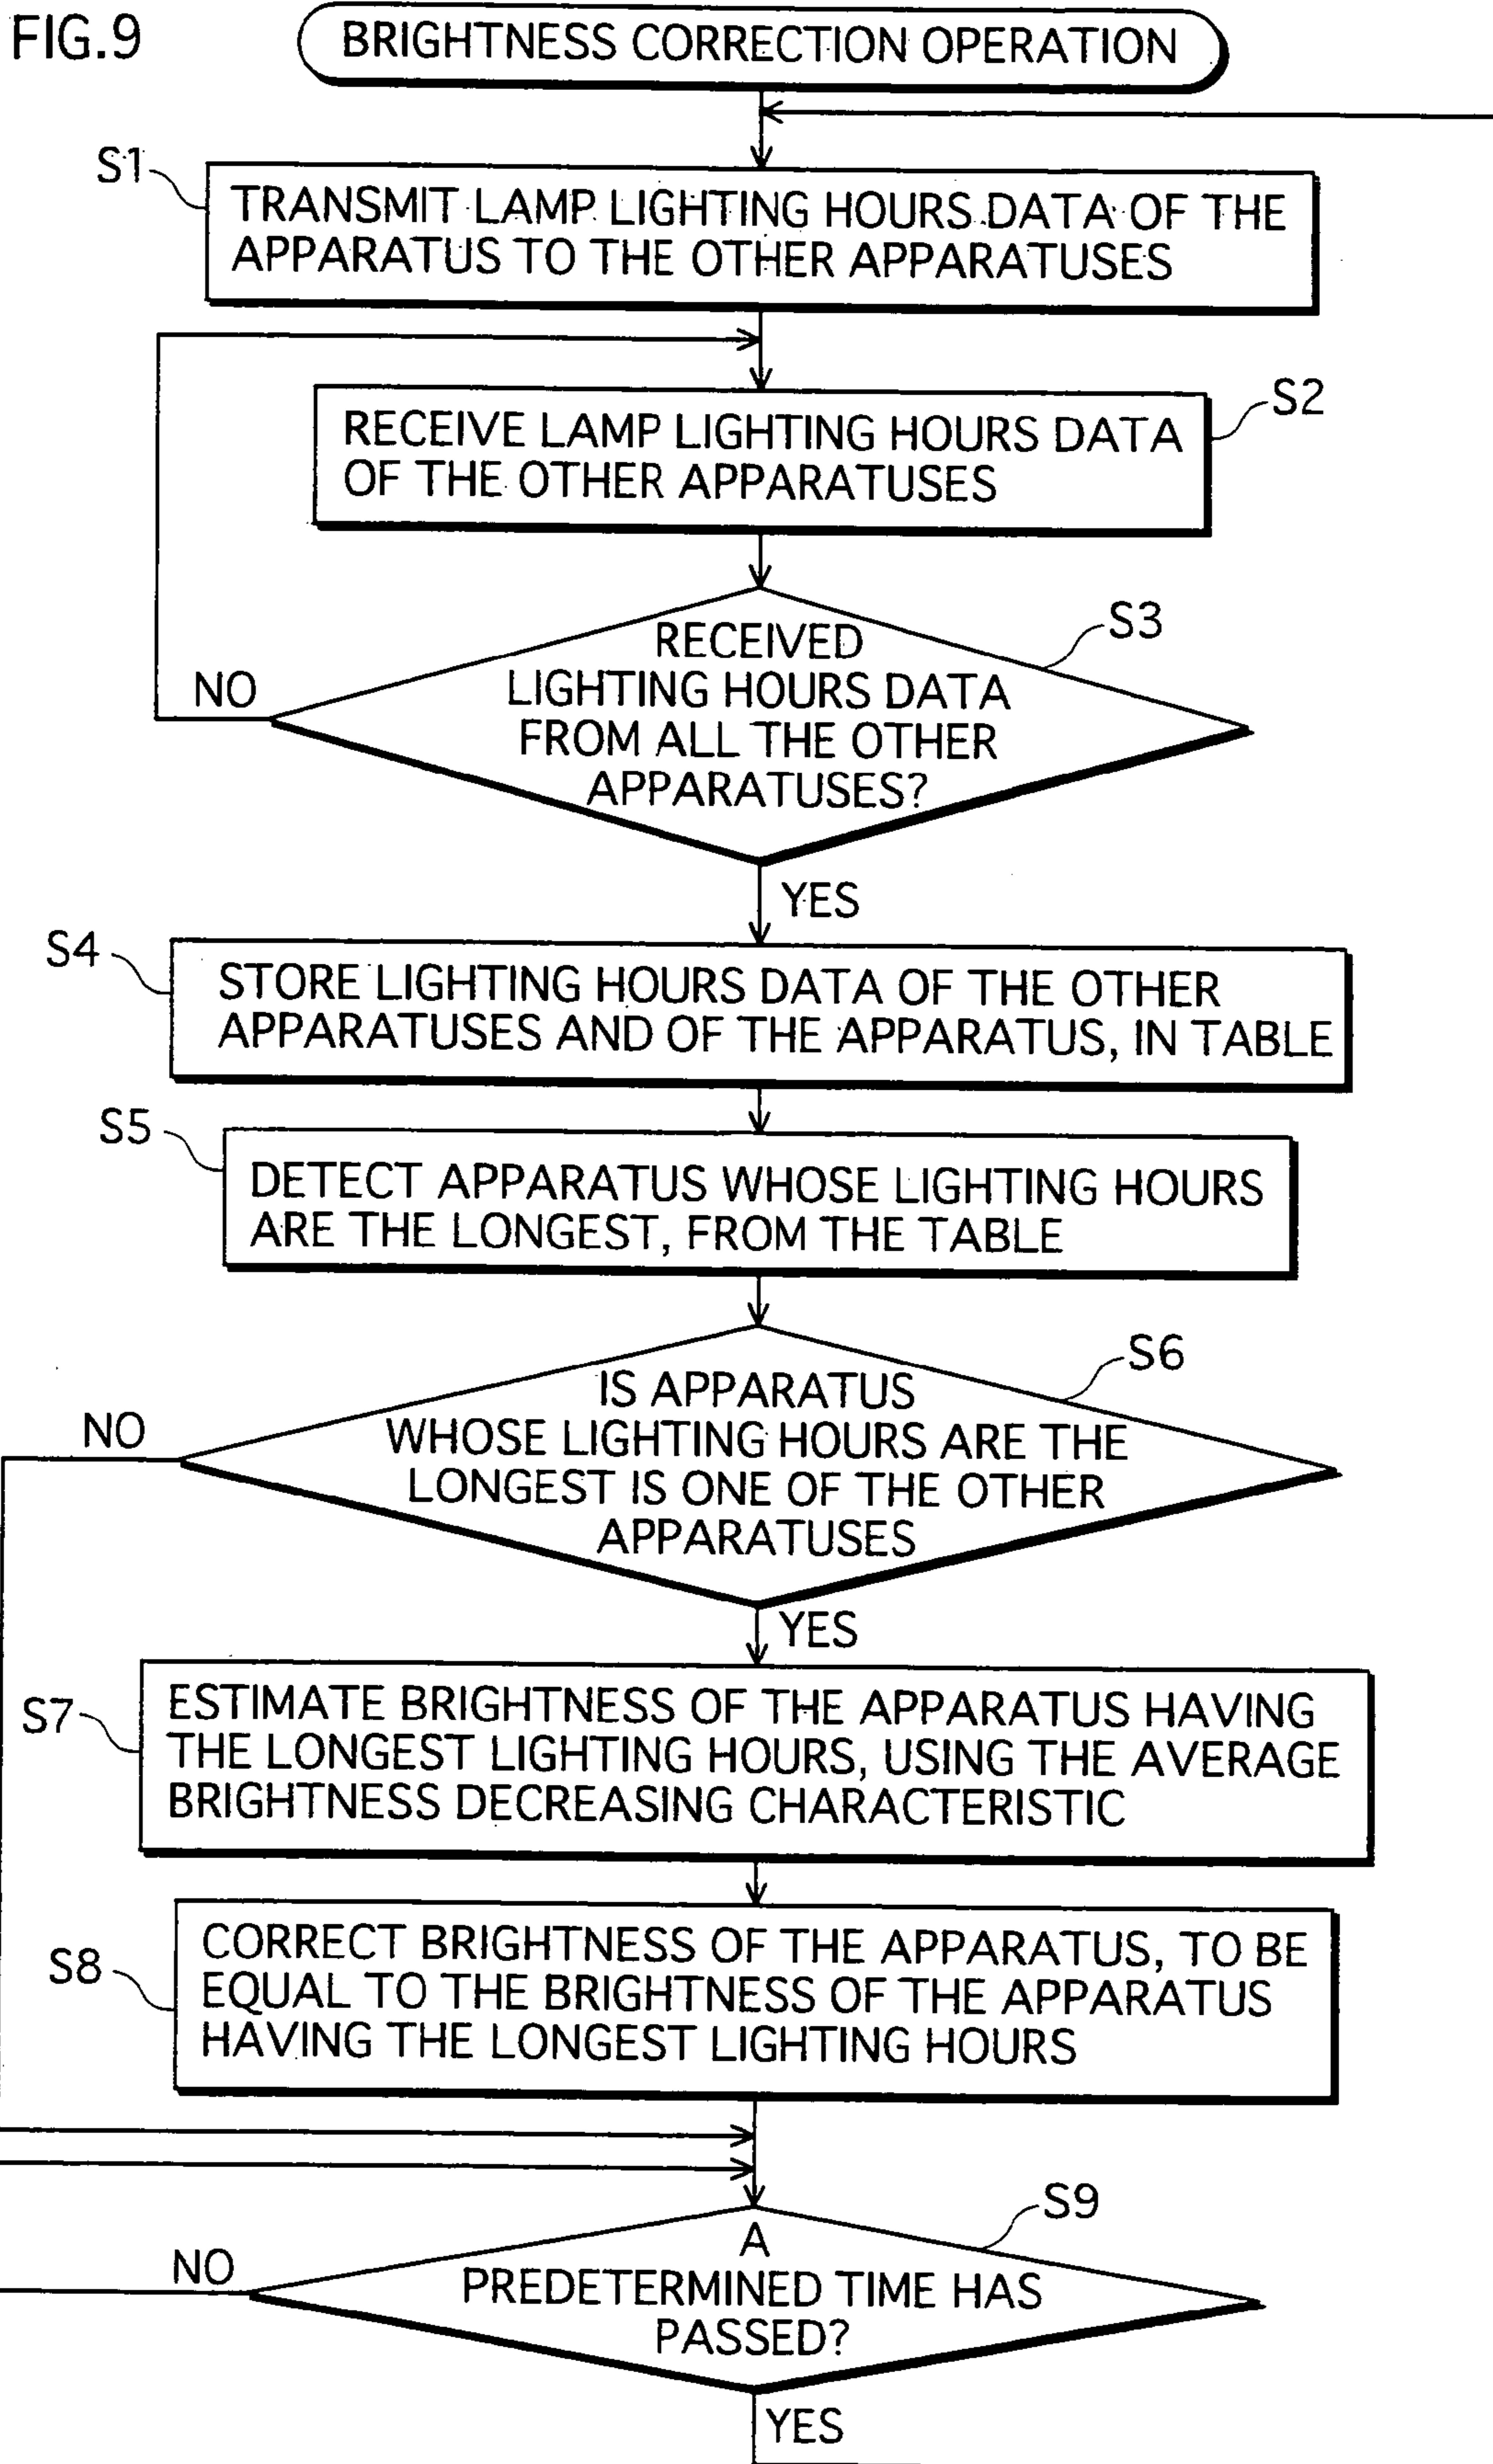 FIG.9
BRIGHTNESS CORRECTION OPERATION
S1
TRANSMIT LAMP LIGHTING HOURS DATA OF THE
APPARATUS TO THE OTHER APPARATUSES
S2
RECEIVE LAMP LIGHTING HOURS DATA
OF THE OTHER APPARATUSES
S3
RECEIVED
LIGHTING HOURS DATA
FROM ALL THE OTHER
APPARATUSES?
NO
YES
S4
STORE LIGHTING HOURS DATA OF THE OTHER
APPARATUSES AND OF THE APPARATUS, IN TABLE
S5
DETECT APPARATUS WHOSE LIGHTING HOURS
ARE THE LONGEST, FROM THE TABLE
S6
IS APPARATUS
WHOSE LIGHTING HOURS ARE THE
LONGEST IS ONE OF THE OTHER
APPARATUSES
NO
YES
S7
ESTIMATE BRIGHTNESS OF THE APPARATUS HAVING
THE LONGEST LIGHTING HOURS, USING THE AVERAGE
BRIGHTNESS DECREASING CHARACTERISTIC
S8
CORRECT BRIGHTNESS OF THE APPARATUS, TO BE
EQUAL TO THE BRIGHTNESS OF THE APPARATUS
HAVING THE LONGEST LIGHTING HOURS
S9
A
PREDETERMINED TIME HAS
PASSED?
NO
YES